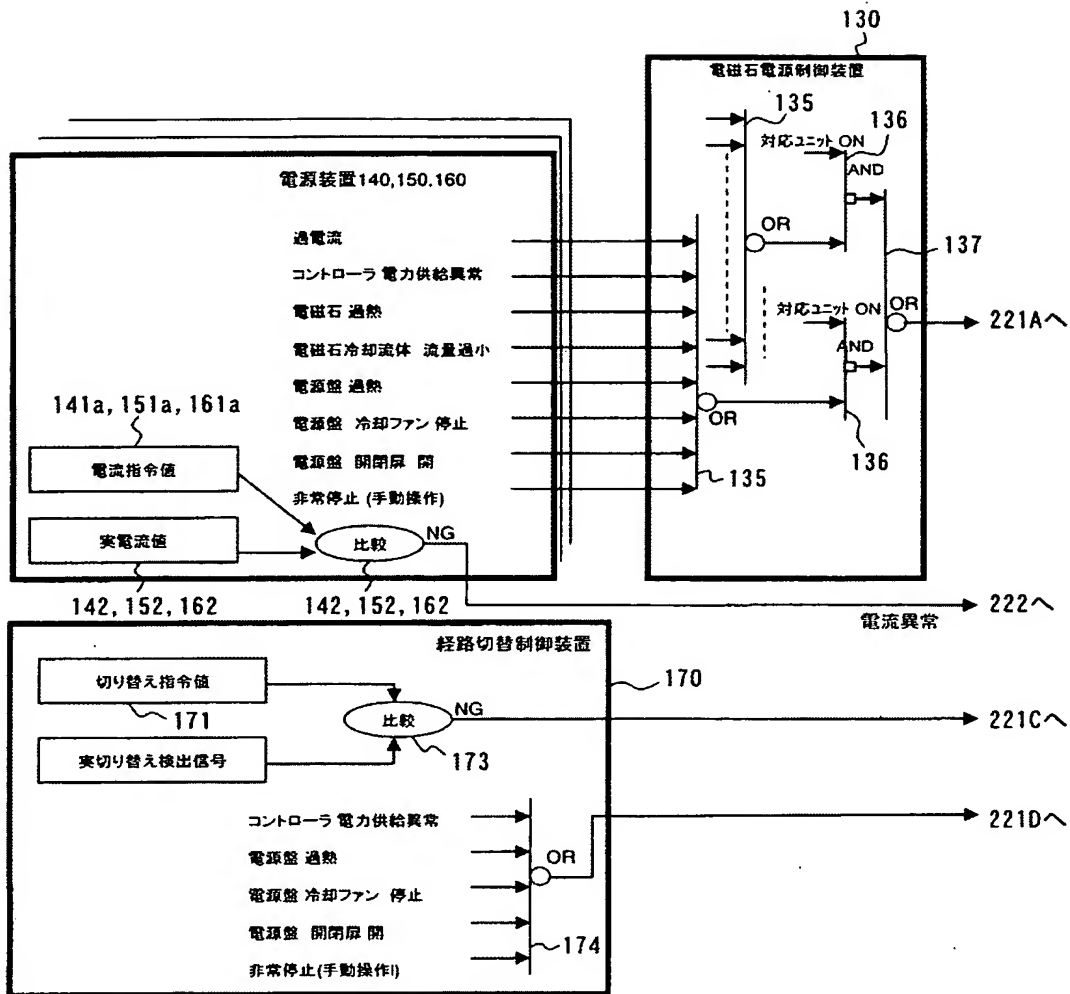 130
電磁石電源制御装置
135
対応ユニット ON
136
AND
OR
137
対応ユニット ON
OR
221Aへ
AND
OR
136
135
電源装置140,150.160
過電流
コントローラ 電力供給異常
電磁石 過熱
電磁石冷却流体 流量過小
電源盤 過熱
電源盤 冷却ファン 停止
電源盤 開閉扉 開
非常停止 (手動操作)
141a, 151a, 161a
電流指令値
実電流値
比較
NG
142, 152, 162
142, 152, 162
222へ
電流異常
経路切替制御装置
170
切り替え指令値
171
実切り替え検出信号
比較
NG
173
221Cへ
コントローラ 電力供給異常
電源盤 過熱
電源盤 冷却ファン 停止
電源盤 開閉扉 開
非常停止(手動操作I)
OR
174
221Dへ